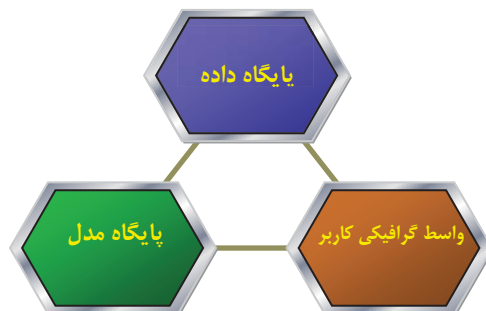 پایگاه داده
پایگاه مدل
واسط گرافیکی کاربر